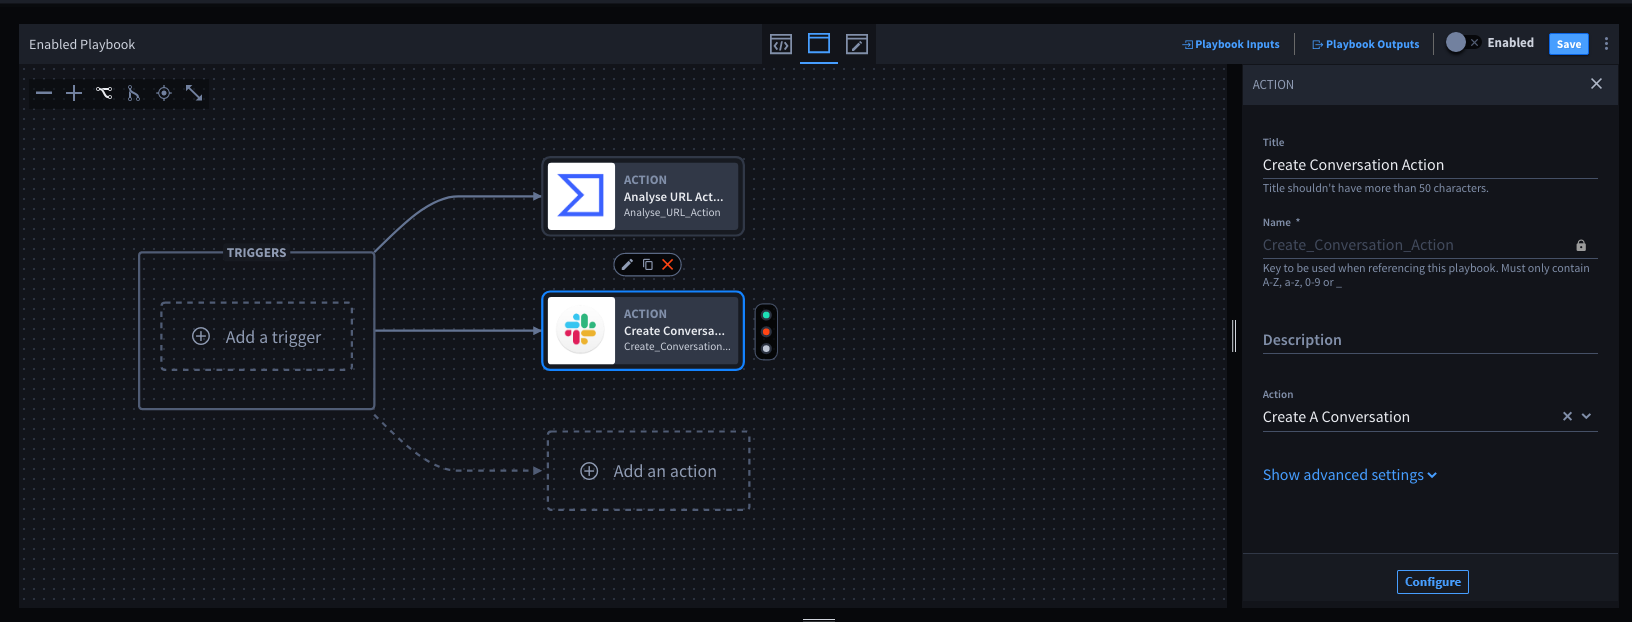 Enabled Playbook
Playbook Inputs
Playbook Outputs
Enabled
Save
ACTION
Analyse URL Act...
Analyse_URL_Action
TRIGGERS
Add a trigger
ACTION
Create Conversa...
Create_Conversation...
Add an action
ACTION
Title
Create Conversation Action
Title shouldn't have more than 50 characters.
Name *
Create_Conversation_Action
Key to be used when referencing this playbook. Must only contain
A-Z, a-z, 0-9 or _
Description
Action
Create A Conversation
Show advanced settings
Configure